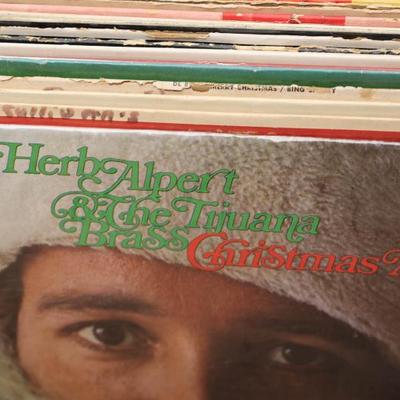 MERRY CHRISTMAS / BING
Herb Alpert
& The Tijuana
Brass Christmas